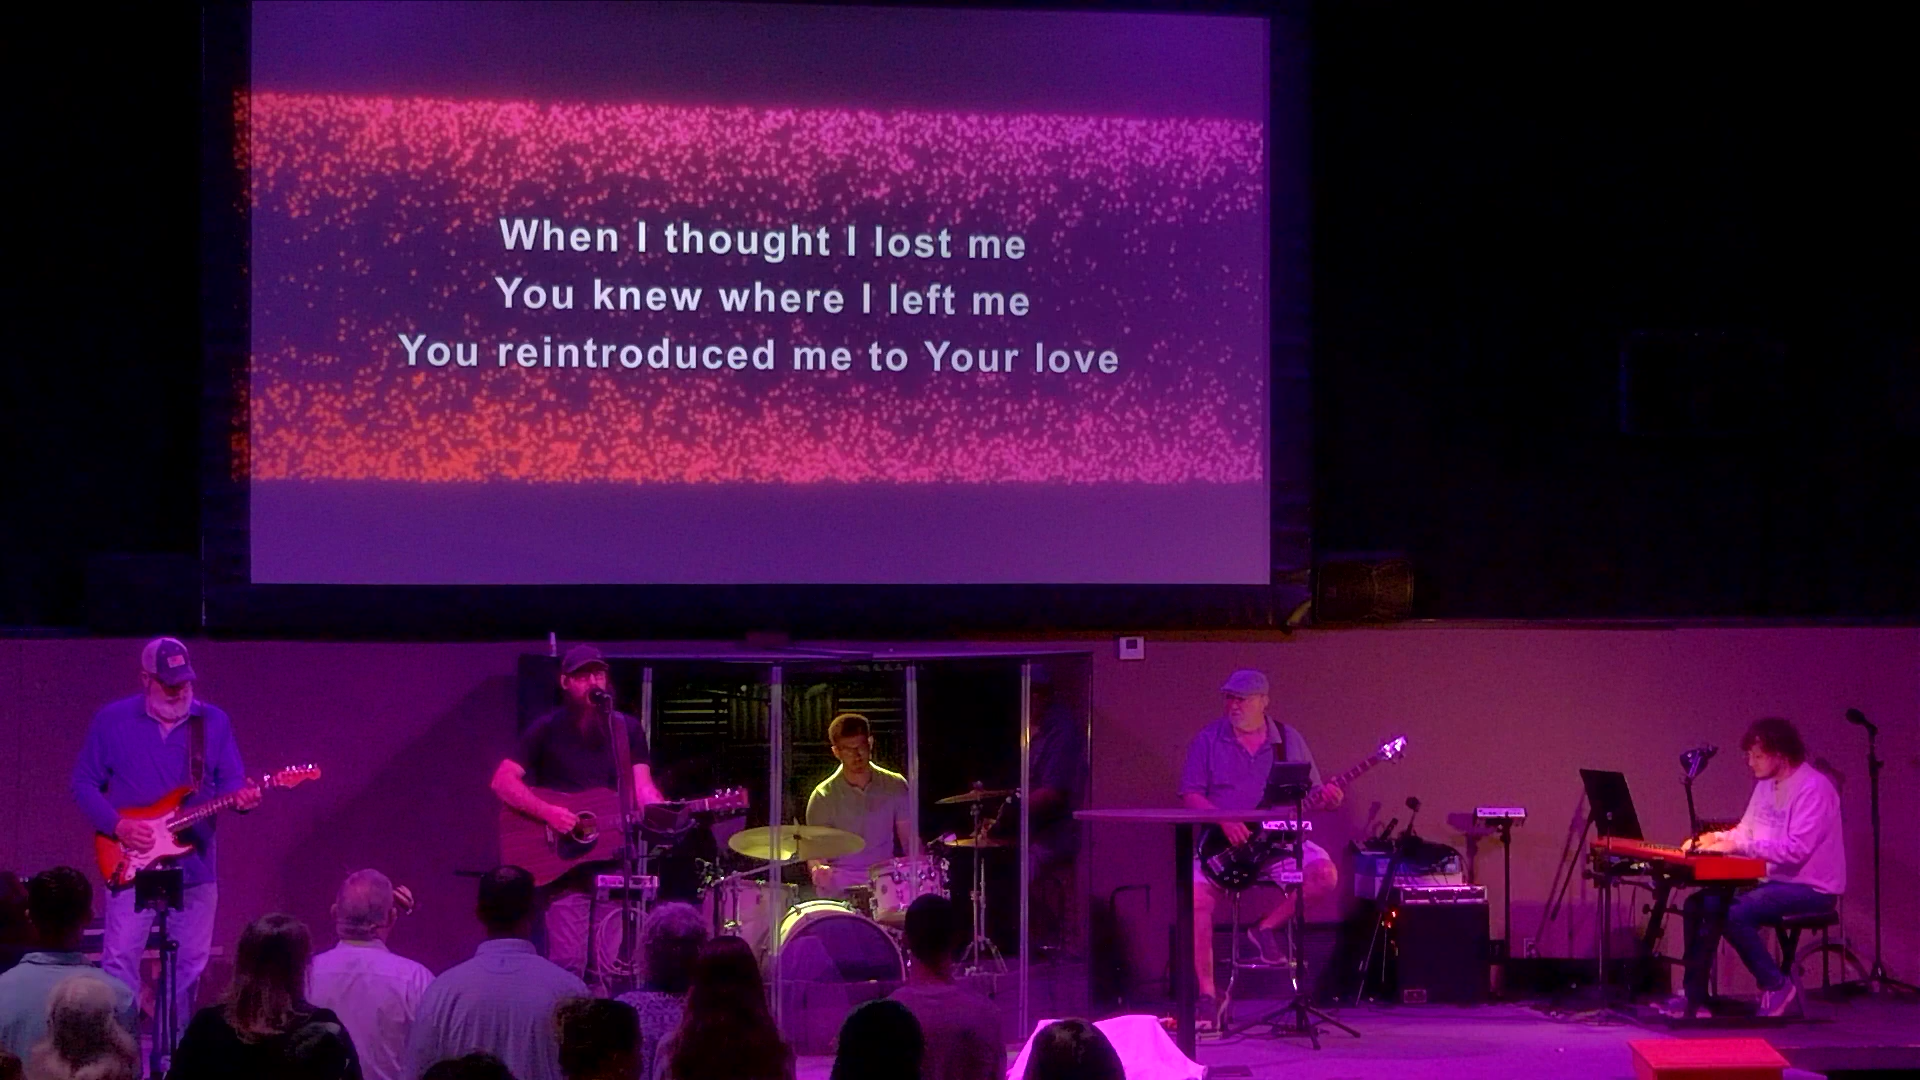 When I thought I lost me
You knew where I left me
You reintroduced me to Your love